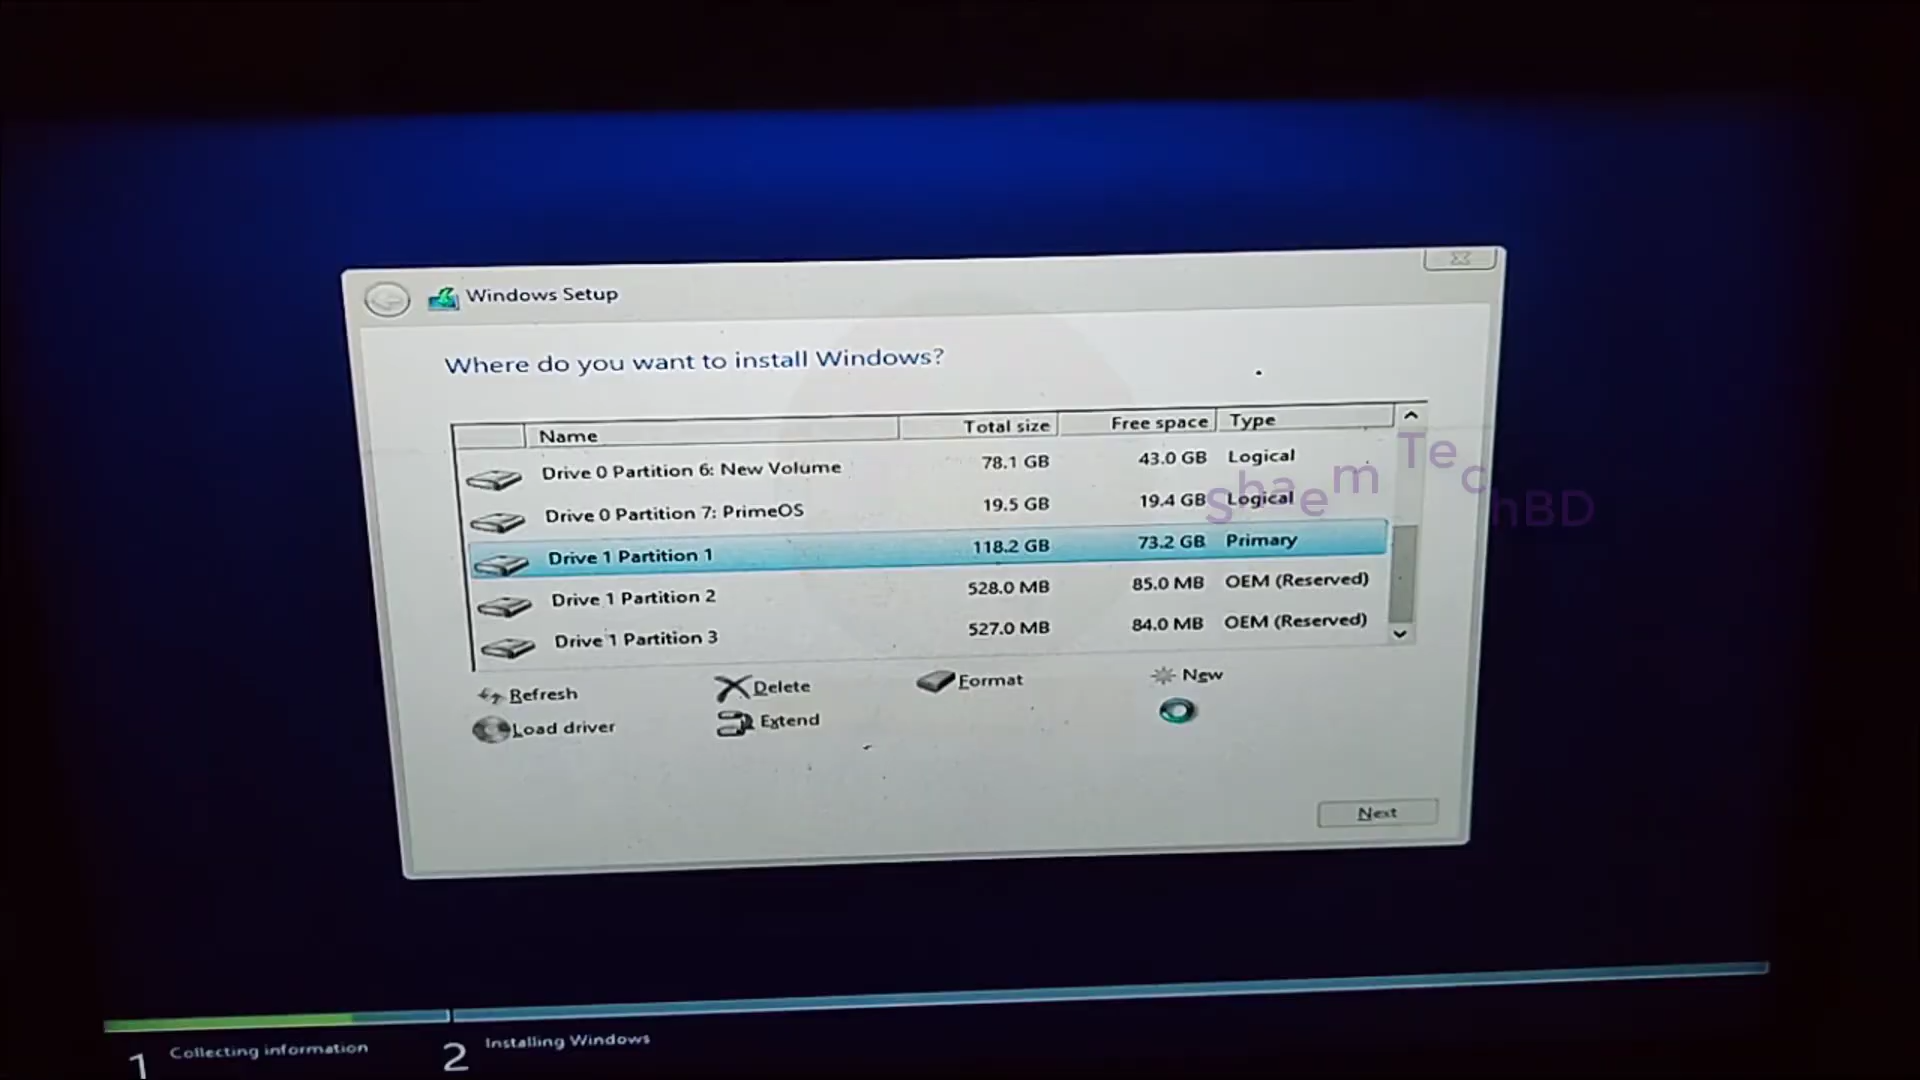 Windows Setup
Where do you want to install Windows?
Name Total size Free space Type
Drive 0 Partition 6: New Volume 78.1 GB 43.0 GB Logical
Drive 0 Partition 7: PrimeOS 19.5 GB 19.4 GB Logical
Drive 1 Partition 1 118.2 GB 73.2 GB Primary
Drive 1 Partition 2 528.0 MB 85.0 MB OEM (Reserved)
Drive 1 Partition 3 527.0 MB 84.0 MB OEM (Reserved)
Refresh Delete Format New
Load driver Extend
Next
1 Collecting information 2 Installing Windows
Shaem TechBD